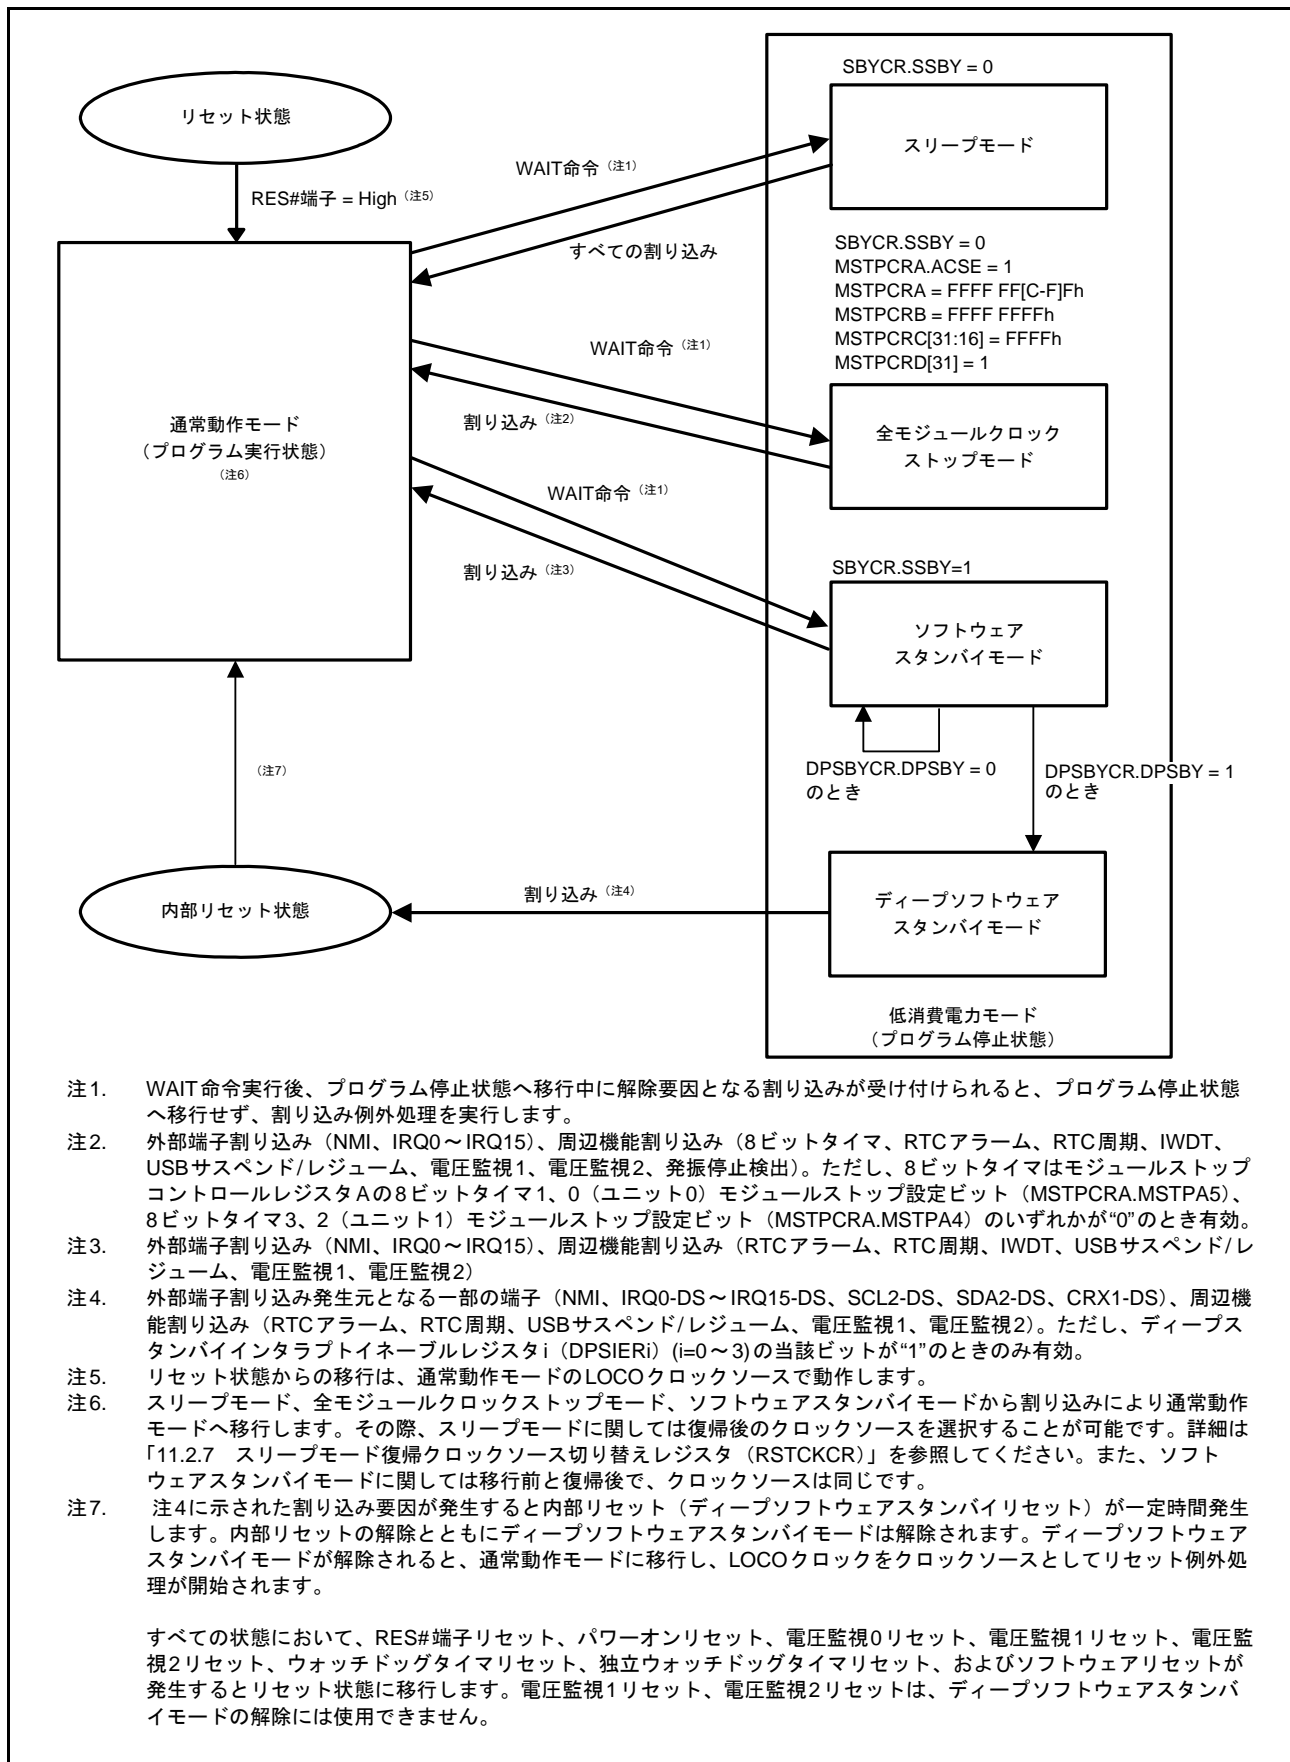 リセット状態
RES#端子 = High（注5）
SBYCR.SSBY = 0
スリープモード
WAIT命令（注1）
すべての割り込み
SBYCR.SSBY = 0
MSTPCRA.ACSE = 1
MSTPCRA = FFFF FF[C-F]Fh
MSTPCRB = FFFF FFFFh
MSTPCRC[31:16] = FFFFh
MSTPCRD[31] = 1
WAIT命令（注1）
割り込み（注2）
全モジュールクロック
ストップモード
通常動作モード
（プログラム実行状態）
（注6）
WAIT命令（注1）
割り込み（注3）
SBYCR.SSBY=1
ソフトウェア
スタンバイモード
DPSBYCR.DPSBY = 0
のとき
DPSBYCR.DPSBY = 1
のとき
（注7）
内部リセット状態
割り込み（注4）
ディープソフトウェア
スタンバイモード
低消費電力モード
（プログラム停止状態）
注1. WAIT命令実行後、プログラム停止状態へ移行中に解除要因となる割り込みが受け付けられると、プログラム停止状態
へ移行せず、割り込み例外処理を実行します。
注2. 外部端子割り込み（NMI、IRQ0～IRQ15）、周辺機能割り込み（8ビットタイマ、RTCアラーム、RTC周期、IWDT、
USBサスペンド/レジューム、電圧監視1、電圧監視2、発振停止検出）。ただし、8ビットタイマはモジュールストップ
コントロールレジスタAの8ビットタイマ1、0（ユニット0）モジュールストップ設定ビット（MSTPCRA.MSTPA5）、
8ビットタイマ3、2（ユニット1）モジュールストップ設定ビット（MSTPCRA.MSTPA4）のいずれかが“0”のとき有効。
注3. 外部端子割り込み（NMI、IRQ0～IRQ15）、周辺機能割り込み（RTCアラーム、RTC周期、IWDT、USBサスペンド/レ
ジューム、電圧監視1、電圧監視2）
注4. 外部端子割り込み発生元となる一部の端子（NMI、IRQ0-DS～IRQ15-DS、SCL2-DS、SDA2-DS、CRX1-DS）、周辺機
能割り込み（RTCアラーム、RTC周期、USBサスペンド/レジューム、電圧監視1、電圧監視2）。ただし、ディープス
タンバイインタラプトイネーブルレジスタi（DPSIERi）(i=0～3)の当該ビットが“1”のときのみ有効。
注5. リセット状態からの移行は、通常動作モードのLOCOクロックソースで動作します。
注6. スリープモード、全モジュールクロックストップモード、ソフトウェアスタンバイモードから割り込みにより通常動作
モードへ移行します。その際、スリープモードに関しては復帰後のクロックソースを選択することが可能です。詳細は
「11.2.7 スリープモード復帰クロックソース切り替えレジスタ（RSTCKCR）」を参照してください。また、ソフト
ウェアスタンバイモードに関しては移行前と復帰後で、クロックソースは同じです。
注7. 注4に示された割り込み要因が発生すると内部リセット（ディープソフトウェアスタンバイリセット）が一定時間発生
します。内部リセットの解除とともにディープソフトウェアスタンバイモードは解除されます。ディープソフトウェア
スタンバイモードが解除されると、通常動作モードに移行し、LOCOクロックをクロックソースとしてリセット例外処
理が開始されます。
すべての状態において、RES#端子リセット、パワーオンリセット、電圧監視0リセット、電圧監視1リセット、電圧監
視2リセット、ウォッチドッグタイマリセット、独立ウォッチドッグタイマリセット、およびソフトウェアリセットが
発生するとリセット状態に移行します。電圧監視1リセット、電圧監視2リセットは、ディープソフトウェアスタンバ
イモードの解除には使用できません。